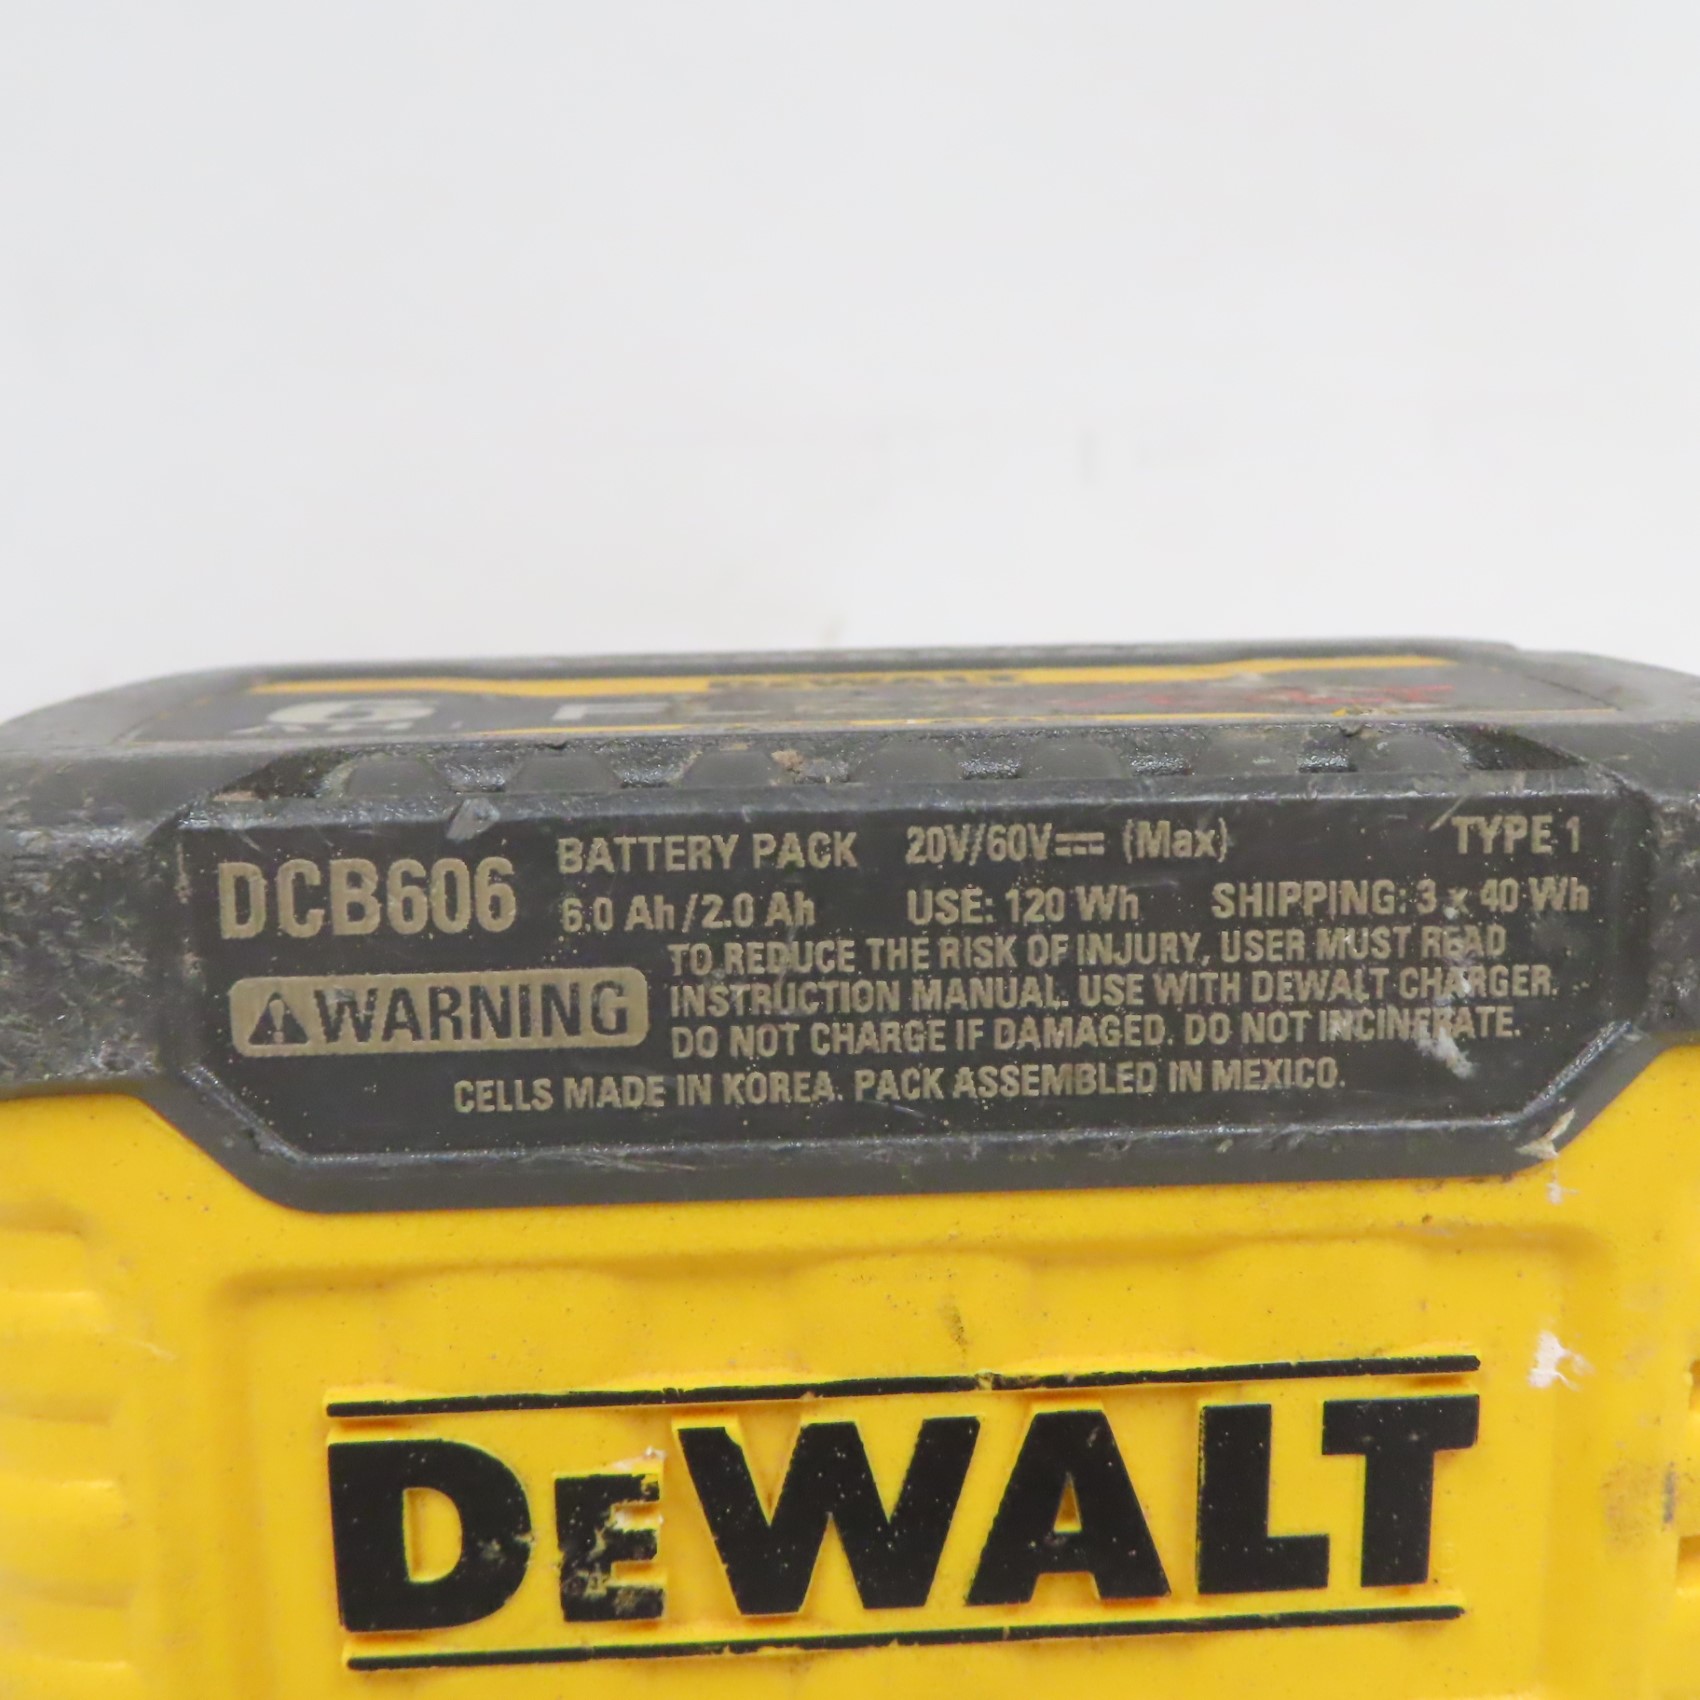 DEWALT
6
DCB606
BATTERY PACK 20V/60V⎓ (Max) TYPE 1
6.0 Ah/2.0 Ah USE: 120 Wh SHIPPING: 3 x 40 Wh
⚠WARNING
TO REDUCE THE RISK OF INJURY, USER MUST READ
INSTRUCTION MANUAL. USE WITH DEWALT CHARGER.
DO NOT CHARGE IF DAMAGED. DO NOT INCINERATE.
CELLS MADE IN KOREA. PACK ASSEMBLED IN MEXICO.
DEWALT